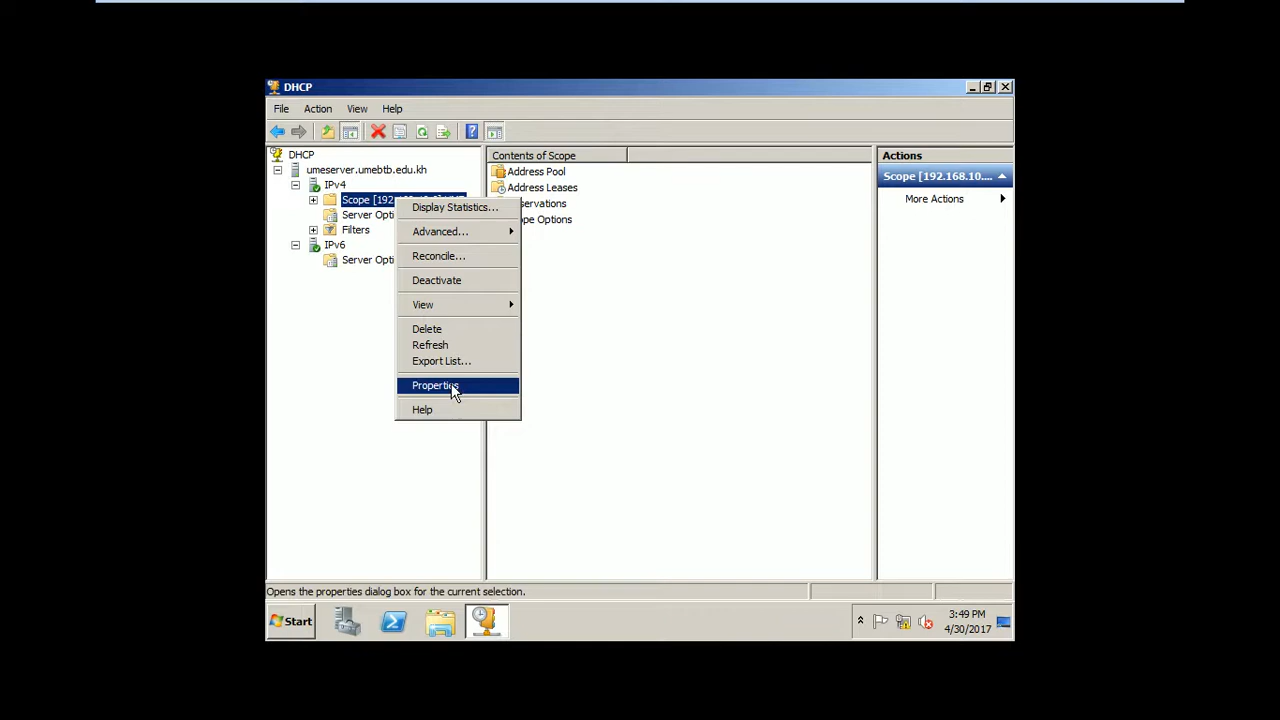 DHCP
File Action View Help
DHCP
umeserver.umebtb.edu.kh
IPv4
Scope [192
Server Opti
Filters
IPv6
Server Opti
Display Statistics...
Advanced...
Reconcile...
Deactivate
View
Delete
Refresh
Export List...
Properties
Help
Contents of Scope
Address Pool
Address Leases
ervations
pe Options
Actions
Scope [192.168.10....
More Actions
Opens the properties dialog box for the current selection.
Start
3:49 PM
4/30/2017